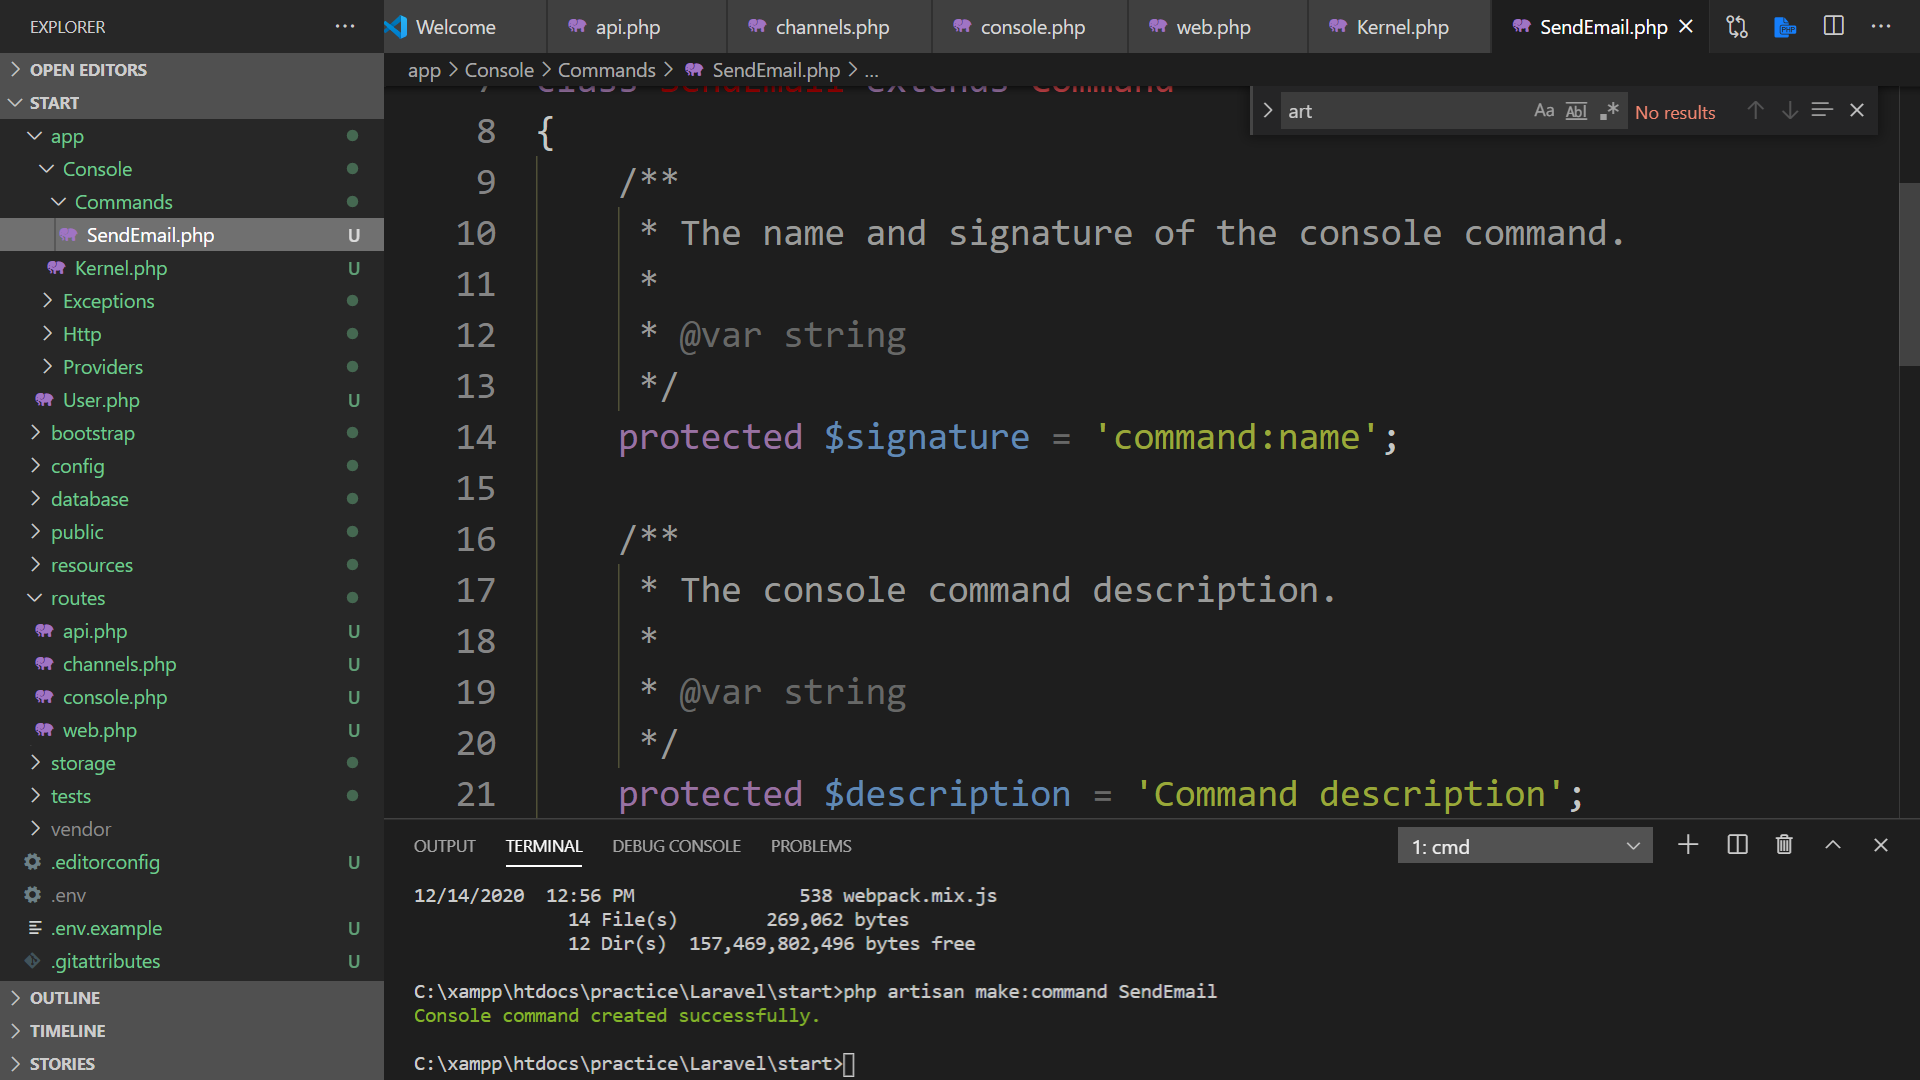 EXPLORER
OPEN EDITORS
START
app
Console
Commands
SendEmail.php U
Kernel.php U
Exceptions
Http
Providers
User.php U
bootstrap
config
database
public
resources
routes
api.php U
channels.php U
console.php U
web.php U
storage
tests
vendor
.editorconfig U
.env
.env.example U
.gitattributes U
OUTLINE
TIMELINE
STORIES
Welcome api.php channels.php console.php web.php Kernel.php SendEmail.php
app > Console > Commands > SendEmail.php > ...
art Aa Abl .* No results
7 class SendEmail extends Command
8 {
9 /**
10 * The name and signature of the console command.
11 *
12 * @var string
13 */
14 protected $signature = 'command:name';
15
16 /**
17 * The console command description.
18 *
19 * @var string
20 */
21 protected $description = 'Command description';
OUTPUT TERMINAL DEBUG CONSOLE PROBLEMS 1: cmd
12/14/2020 12:56 PM 538 webpack.mix.js
14 File(s) 269,062 bytes
12 Dir(s) 157,469,802,496 bytes free
C:\xampp\htdocs\practice\Laravel\start>php artisan make:command SendEmail
Console command created successfully.
C:\xampp\htdocs\practice\Laravel\start>